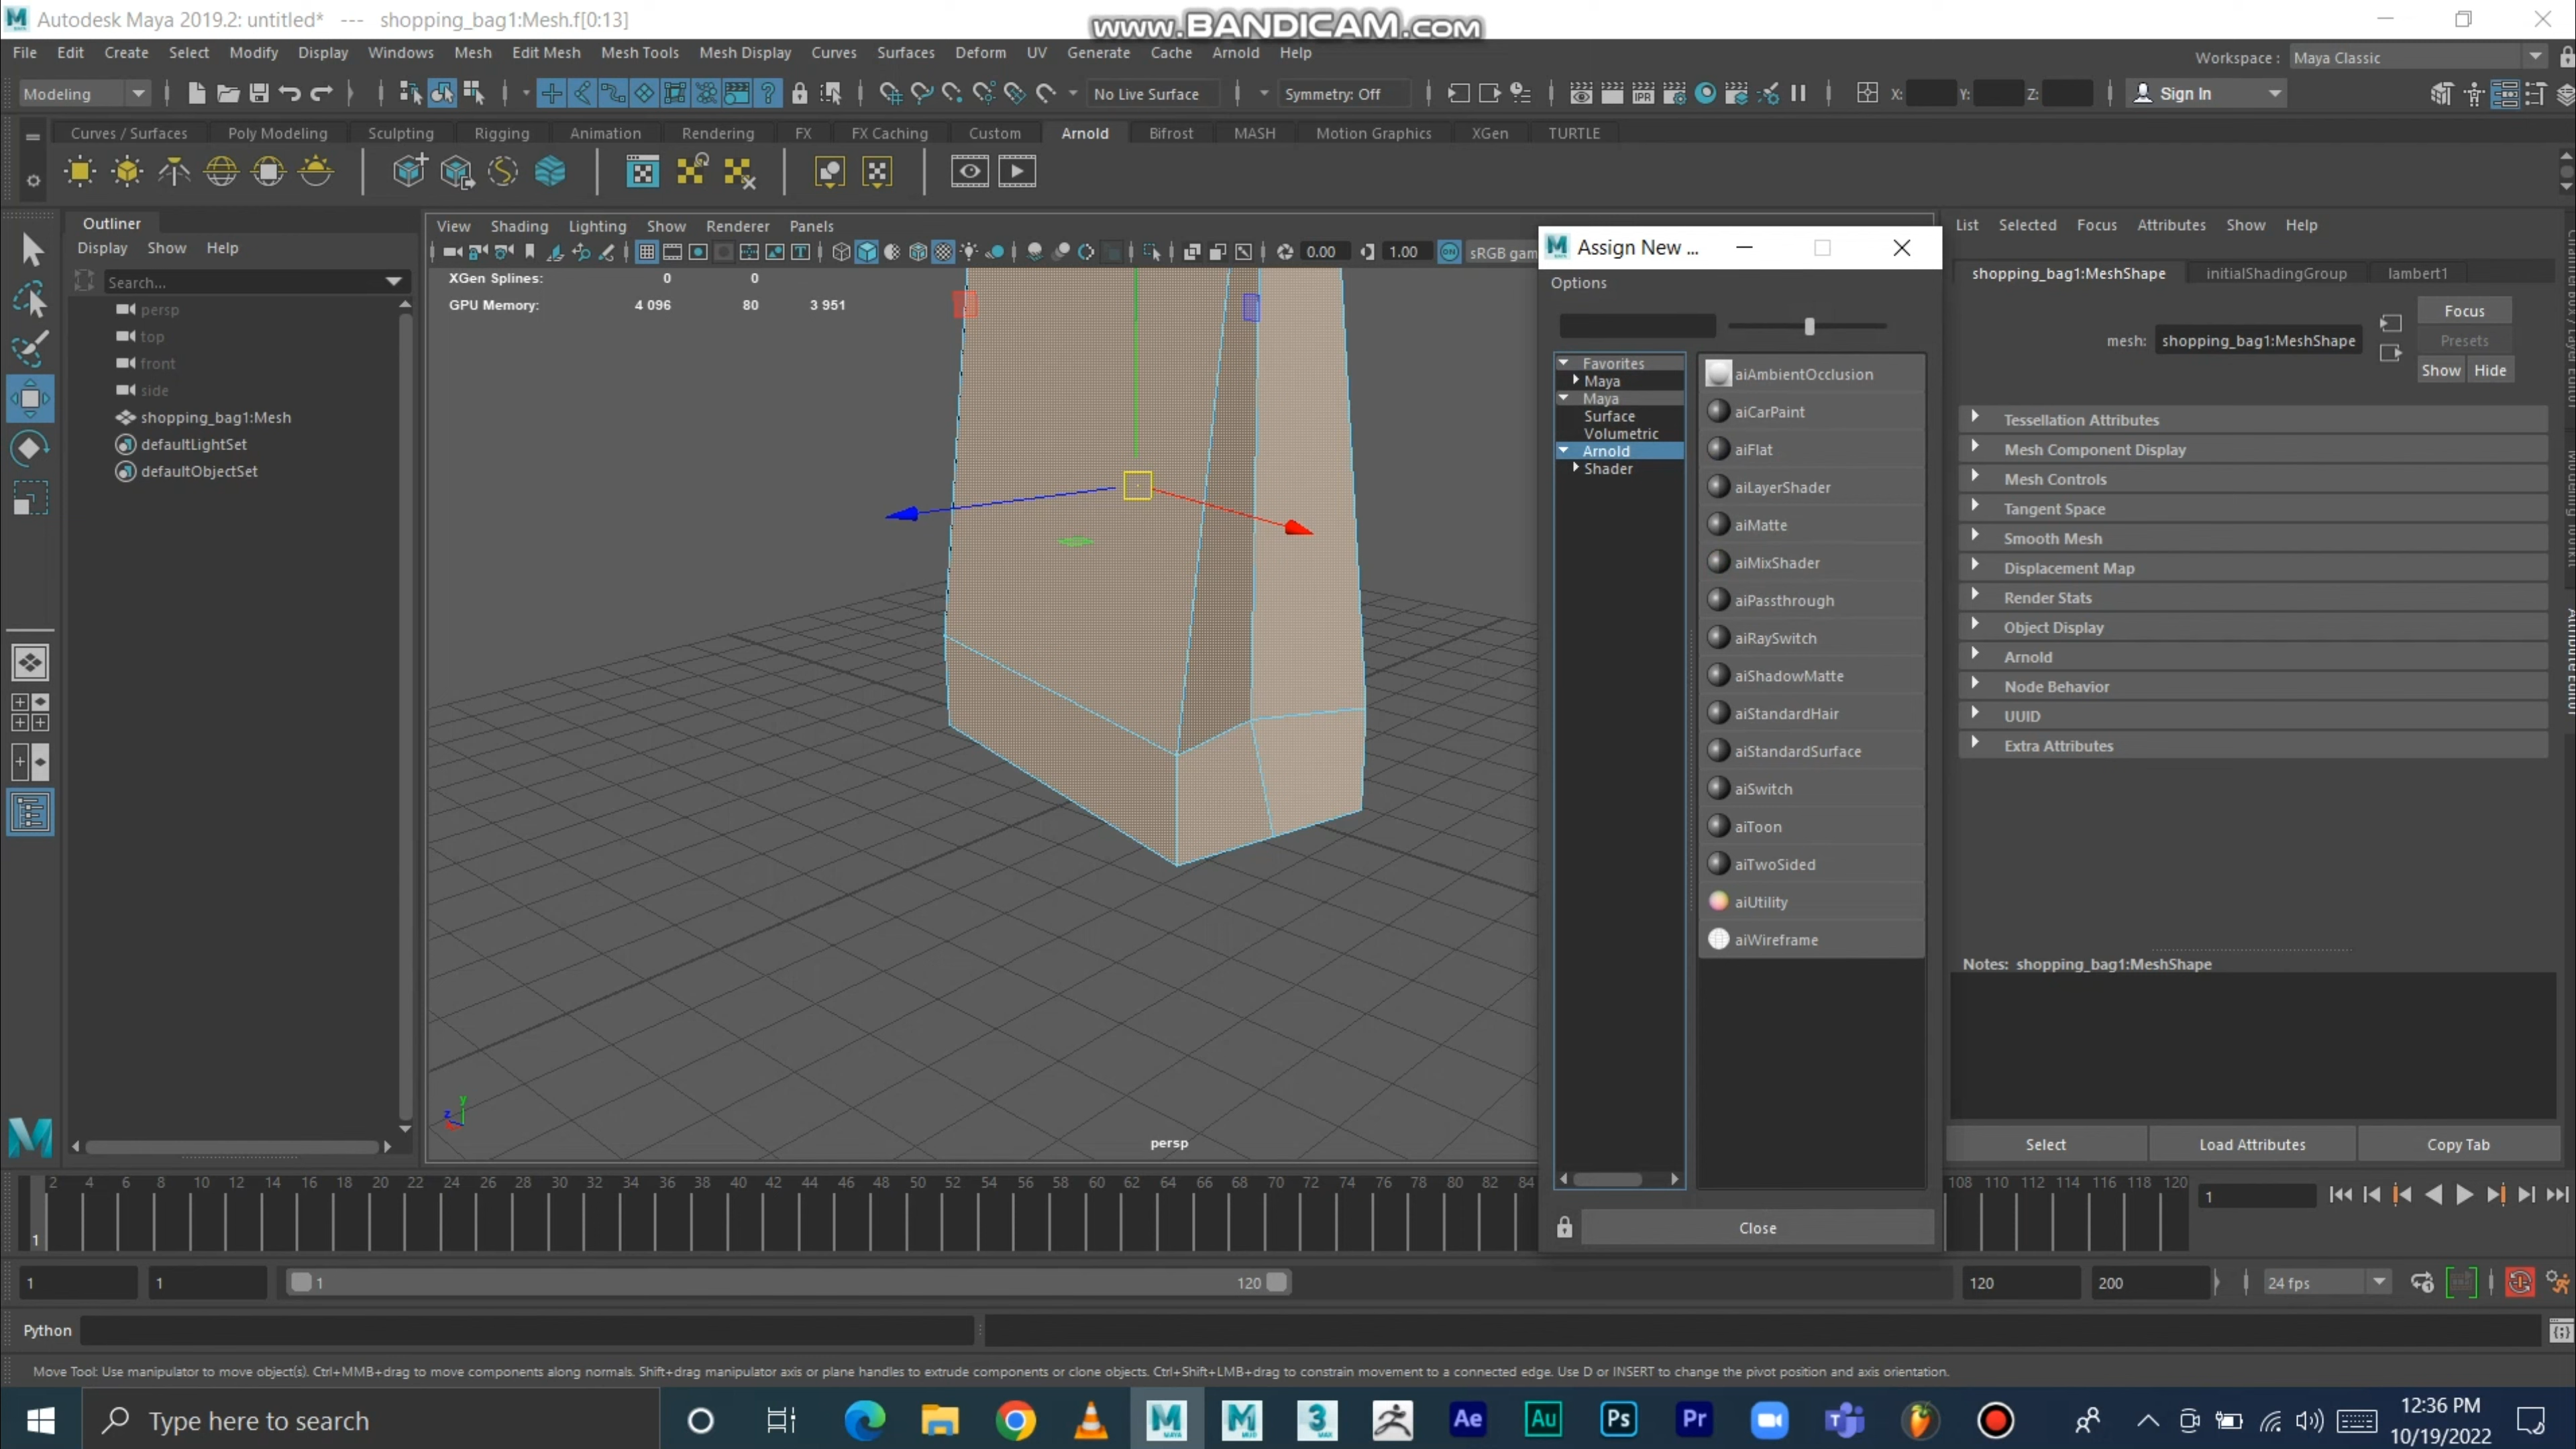 Autodesk Maya 2019.2: untitled* --- shopping_bag1:Mesh.f[0:13]
www.BANDICAM.com
File Edit Create Select Modify Display Windows Mesh Edit Mesh Mesh Tools Mesh Display Curves Surfaces Deform UV Generate Cache Arnold Help
Workspace : Maya Classic
Modeling
No Live Surface
Symmetry: Off
IPR
X: Y: Z:
Sign In
Curves / Surfaces Poly Modeling Sculpting Rigging Animation Rendering FX FX Caching Custom Arnold Bifrost MASH Motion Graphics XGen TURTLE
Outliner
Display Show Help
Search...
persp
top
front
side
shopping_bag1:Mesh
defaultLightSet
defaultObjectSet
View Shading Lighting Show Renderer Panels
0.00 1.00 sRGB gam
XGen Splines: 0 0
GPU Memory: 4 096 80 3 951
persp
y
z
Assign New ...
Options
Favorites
Maya
Maya
Surface
Volumetric
Arnold
Shader
aiAmbientOcclusion
aiCarPaint
aiFlat
aiLayerShader
aiMatte
aiMixShader
aiPassthrough
aiRaySwitch
aiShadowMatte
aiStandardHair
aiStandardSurface
aiSwitch
aiToon
aiTwoSided
aiUtility
aiWireframe
Close
List Selected Focus Attributes Show Help
shopping_bag1:MeshShape initialShadingGroup lambert1
mesh: shopping_bag1:MeshShape
Focus
Presets
Show Hide
Tessellation Attributes
Mesh Component Display
Mesh Controls
Tangent Space
Smooth Mesh
Displacement Map
Render Stats
Object Display
Arnold
Node Behavior
UUID
Extra Attributes
Notes: shopping_bag1:MeshShape
Select Load Attributes Copy Tab
2 4 6 8 10 12 14 16 18 20 22 24 26 28 30 32 34 36 38 40 42 44 46 48 50 52 54 56 58 60 62 64 66 68 70 72 74 76 78 80 82 84 108 110 112 114 116 118 120
1
1
1 1 1 120 120 200 24 fps
Python
Move Tool: Use manipulator to move object(s). Ctrl+MMB+drag to move components along normals. Shift+drag manipulator axis or plane handles to extrude components or clone objects. Ctrl+Shift+LMB+drag to constrain movement to a connected edge. Use D or INSERT to change the pivot position and axis orientation.
Type here to search
Ae Au Ps Pr
12:36 PM
10/19/2022